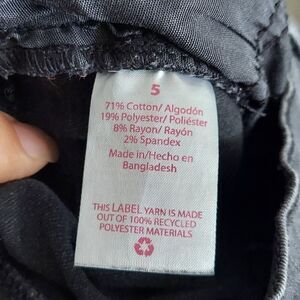 5
71% Cotton/ Algodón
19% Polyester/ Poliéster
8% Rayon/ Rayón
2% Spandex
Made in/Hecho en
Bangladesh
THIS LABEL YARN IS MADE
OUT OF 100% RECYCLED
POLYESTER MATERIALS